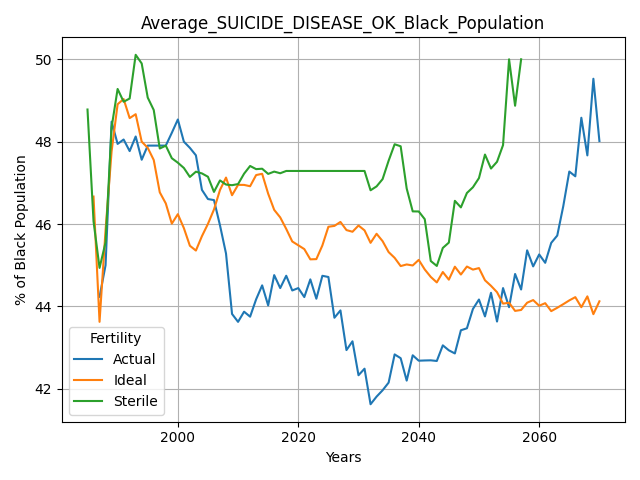 Average_SUICIDE_DISEASE_OK_Black_Population
% of Black Population
50
48
46
44
42
Fertility
Actual
Ideal
Sterile
2000
2020
2040
2060
Years